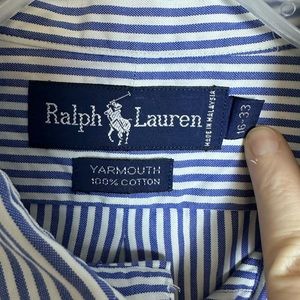 Ralph Lauren
MADE IN MALAYSIA
16-33
YARMOUTH
100% COTTON